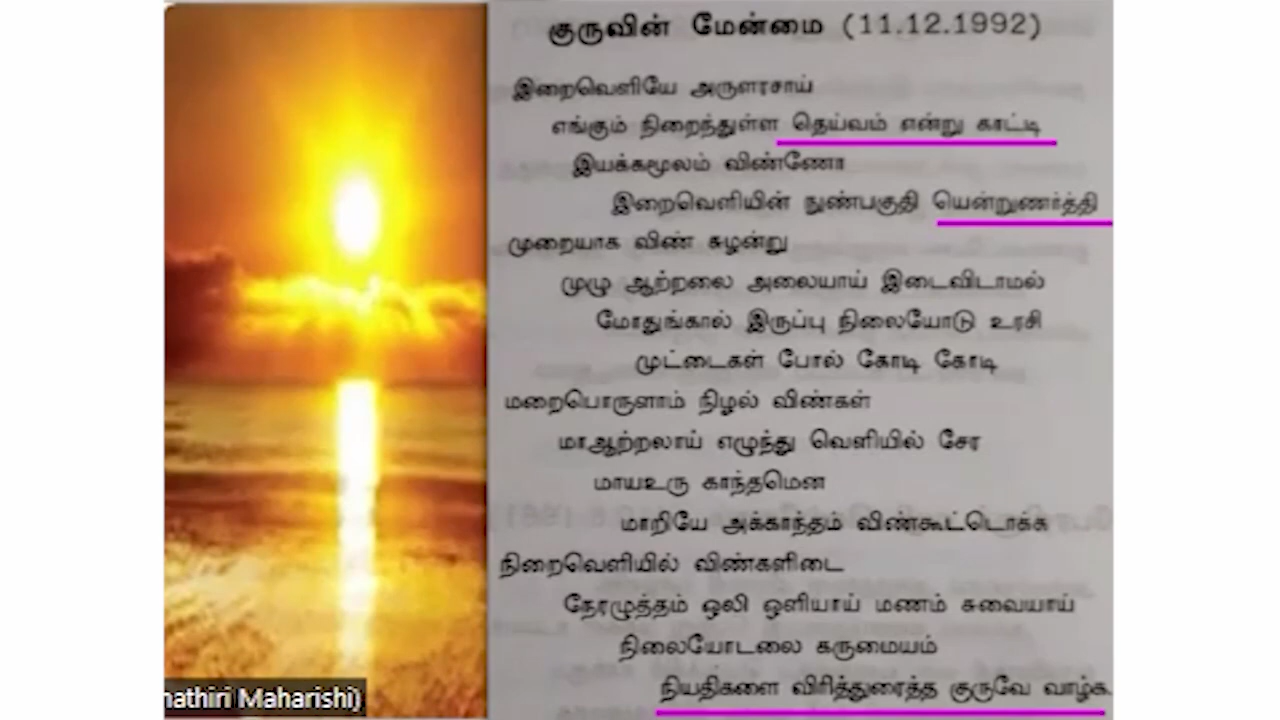 குருவின் மேன்மை (11.12.1992)
இறைவெளியே அருளரசாய்
எங்கும் நிறைந்துள்ள தெய்வம் என்று காட்டி
இயக்கமூலம் விண்ணோ
இறைவெளியின் நுண்பகுதி யென்றுணர்த்தி
முறையாக விண் சுழன்று
முழு ஆற்றலை அலையாய் இடைவிடாமல்
மோதுங்கால் இருப்பு நிலையோடு உரசி
முட்டைகள் போல் கோடி கோடி
மறைபொருளாம் நிழல் விண்கள்
மாஆற்றலாய் எழுந்து வெளியில் சேர
மாயஉரு காந்தமென
மாறியே அக்காந்தம் விண்கூட்டொக்க
நிறைவெளியில் விண்களிடை
நேரழுத்தம் ஒலி ஒளியாய் மணம் சுவையாய்
நிலையோடலை கருமையம்
நியதிகளை விரித்துரைத்த குருவே வாழ்க.
nathiri Maharishi)